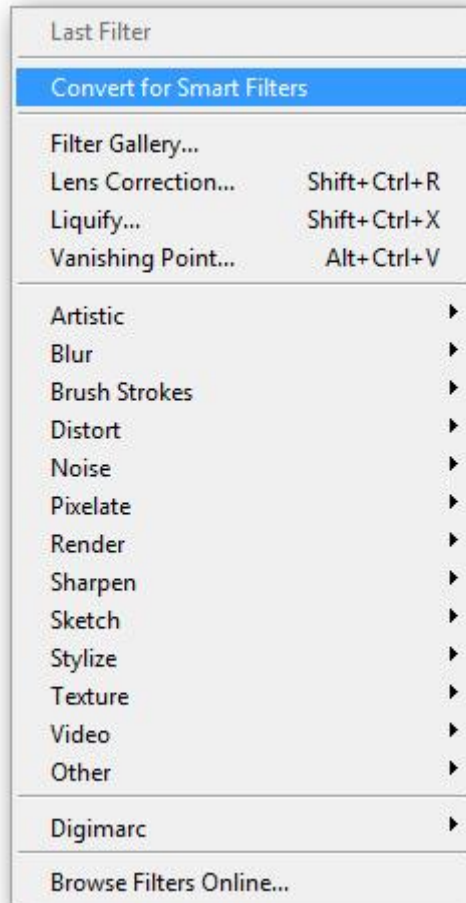 Last Filter
Convert for Smart Filters
Filter Gallery...
Lens Correction... Shift+Ctrl+R
Liquify... Shift+Ctrl+X
Vanishing Point... Alt+Ctrl+V
Artistic
Blur
Brush Strokes
Distort
Noise
Pixelate
Render
Sharpen
Sketch
Stylize
Texture
Video
Other
Digimarc
Browse Filters Online...